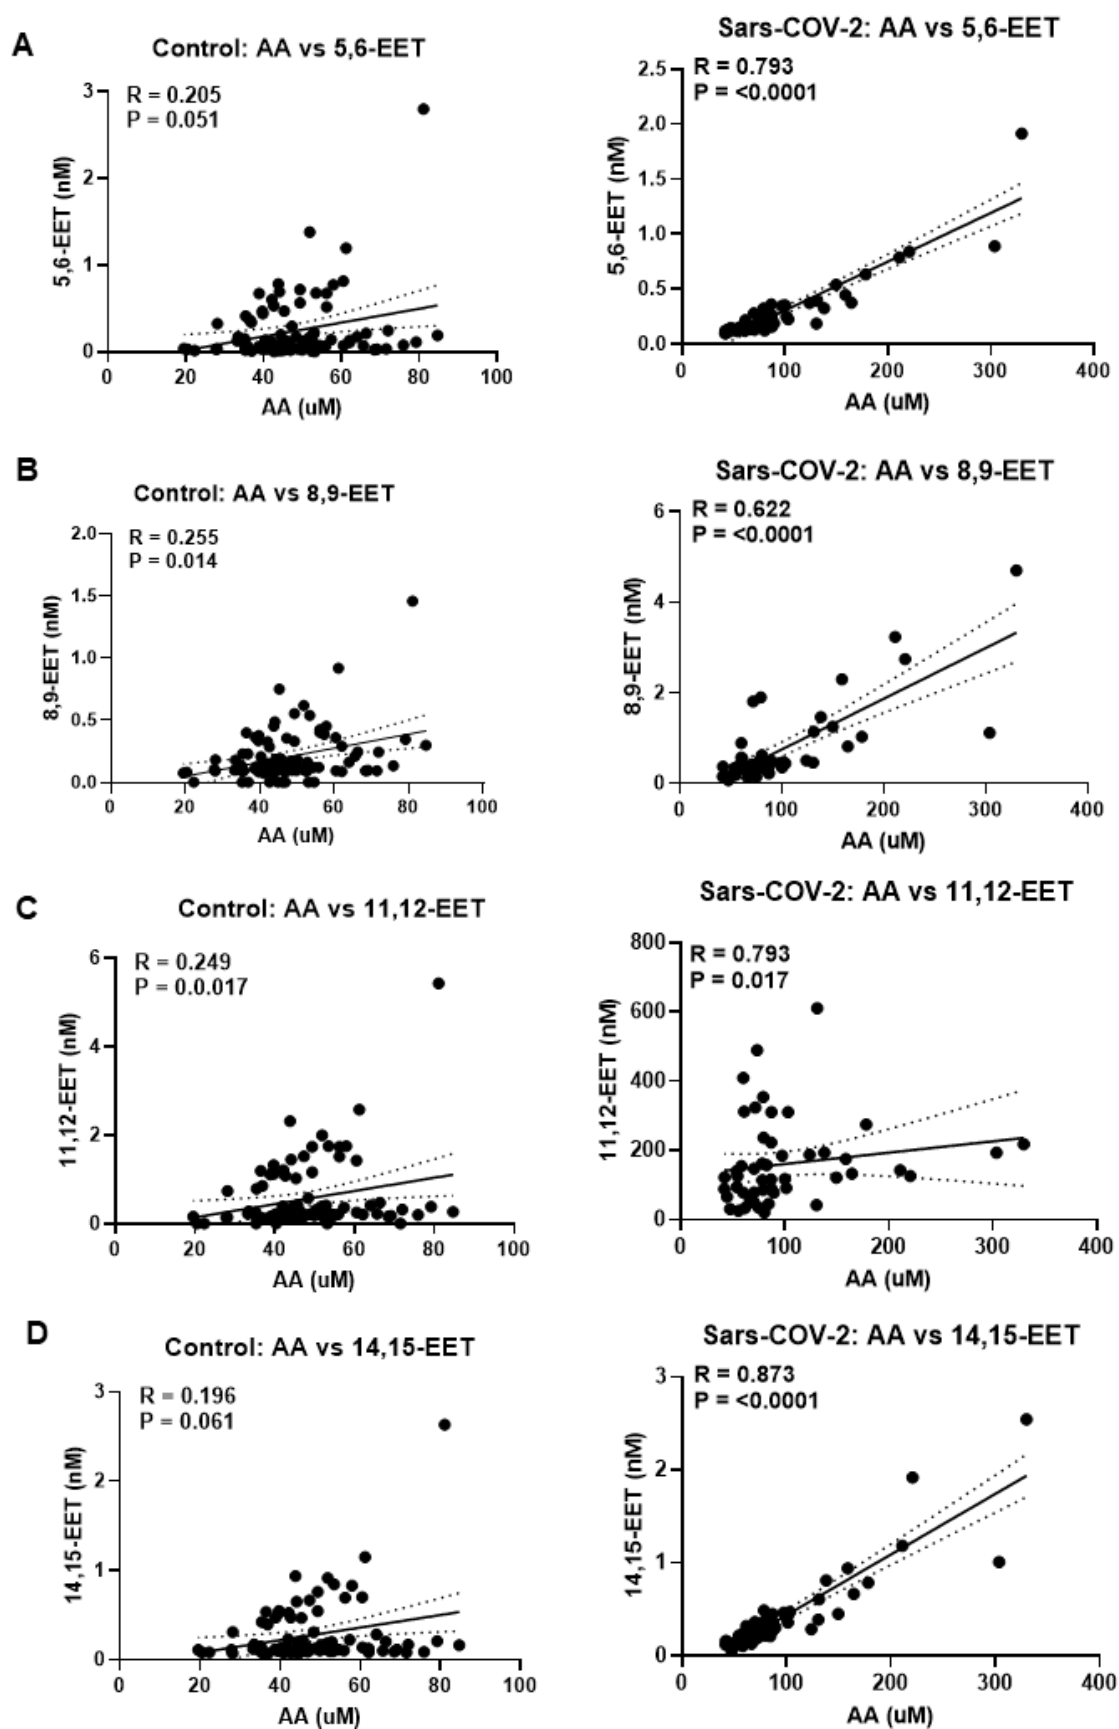 A
Control: AA vs 5,6-EET
R = 0.205
P = 0.051
5,6-EET (nM)
3
2
1
0
0 20 40 60 80 100
AA (uM)
Sars-COV-2: AA vs 5,6-EET
R = 0.793
P = <0.0001
5,6-EET (nM)
2.5
2.0
1.5
1.0
0.5
0.0
0 100 200 300 400
AA (uM)
B
Control: AA vs 8,9-EET
R = 0.255
P = 0.014
8,9-EET (nM)
2.0
1.5
1.0
0.5
0.0
0 20 40 60 80 100
AA (uM)
Sars-COV-2: AA vs 8,9-EET
R = 0.622
P = <0.0001
8,9-EET (nM)
6
4
2
0
0 100 200 300 400
AA (uM)
C
Control: AA vs 11,12-EET
R = 0.249
P = 0.0.017
11,12-EET (nM)
6
4
2
0
0 20 40 60 80 100
AA (uM)
Sars-COV-2: AA vs 11,12-EET
R = 0.793
P = 0.017
11,12-EET (nM)
800
600
400
200
0
0 100 200 300 400
AA (uM)
D
Control: AA vs 14,15-EET
R = 0.196
P = 0.061
14,15-EET (nM)
3
2
1
0
0 20 40 60 80 100
AA (uM)
Sars-COV-2: AA vs 14,15-EET
R = 0.873
P = <0.0001
14,15-EET (nM)
3
2
1
0
0 100 200 300 400
AA (uM)